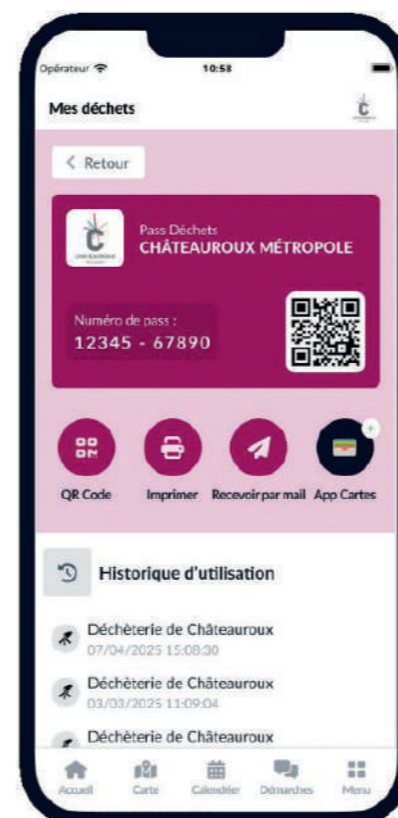 Opérateur 10:58
Mes déchets
C
Retour
Pass Déchets
CHÂTEAUROUX MÉTROPOLE
Numéro de pass :
12345 - 67890
QR Code Imprimer Recevoir par mail App Cartes
Historique d'utilisation
Déchèterie de Châteauroux
07/04/2025 15:08:30
Déchèterie de Châteauroux
03/03/2025 11:09:04
Déchèterie de Châteauroux
Accueil Carte Calendrier Démarches Menu